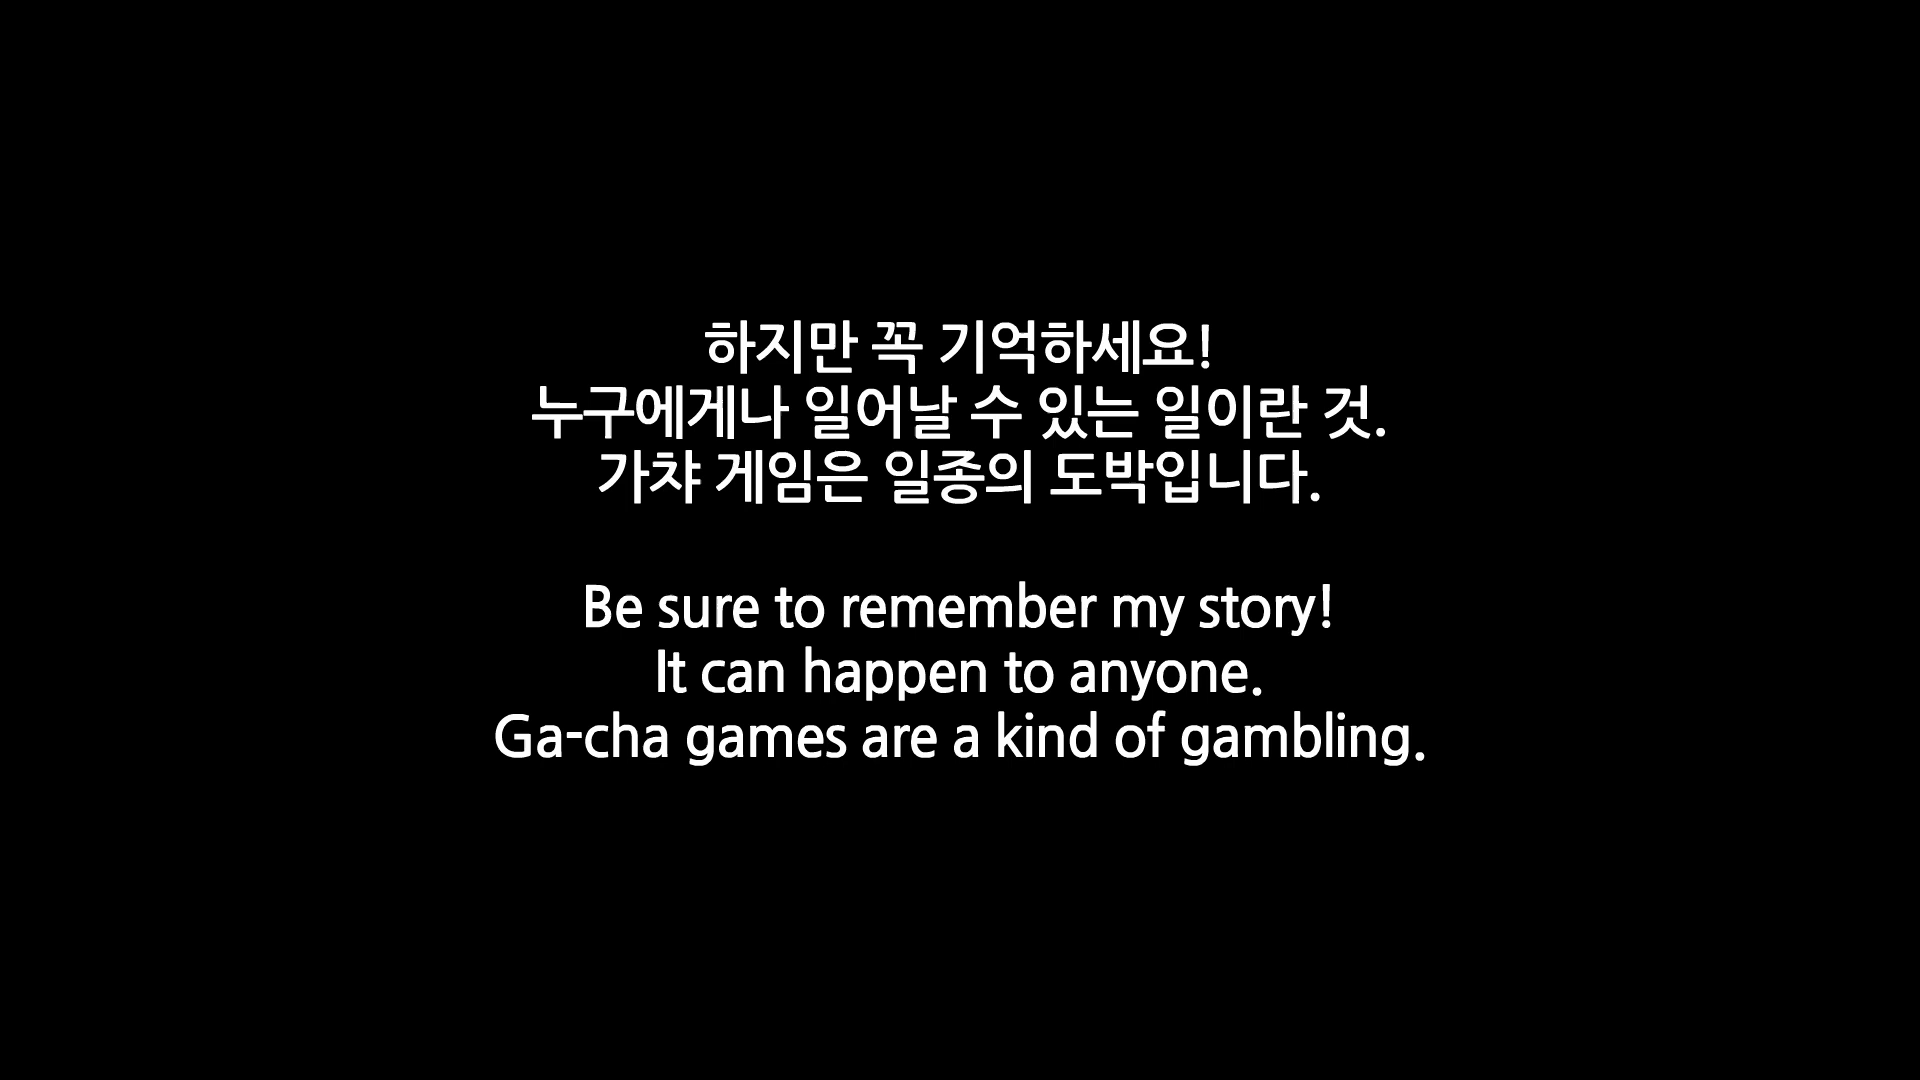 하지만 꼭 기억하세요!
누구에게나 일어날 수 있는 일이란 것.
가챠 게임은 일종의 도박입니다.
Be sure to remember my story!
It can happen to anyone.
Ga-cha games are a kind of gambling.